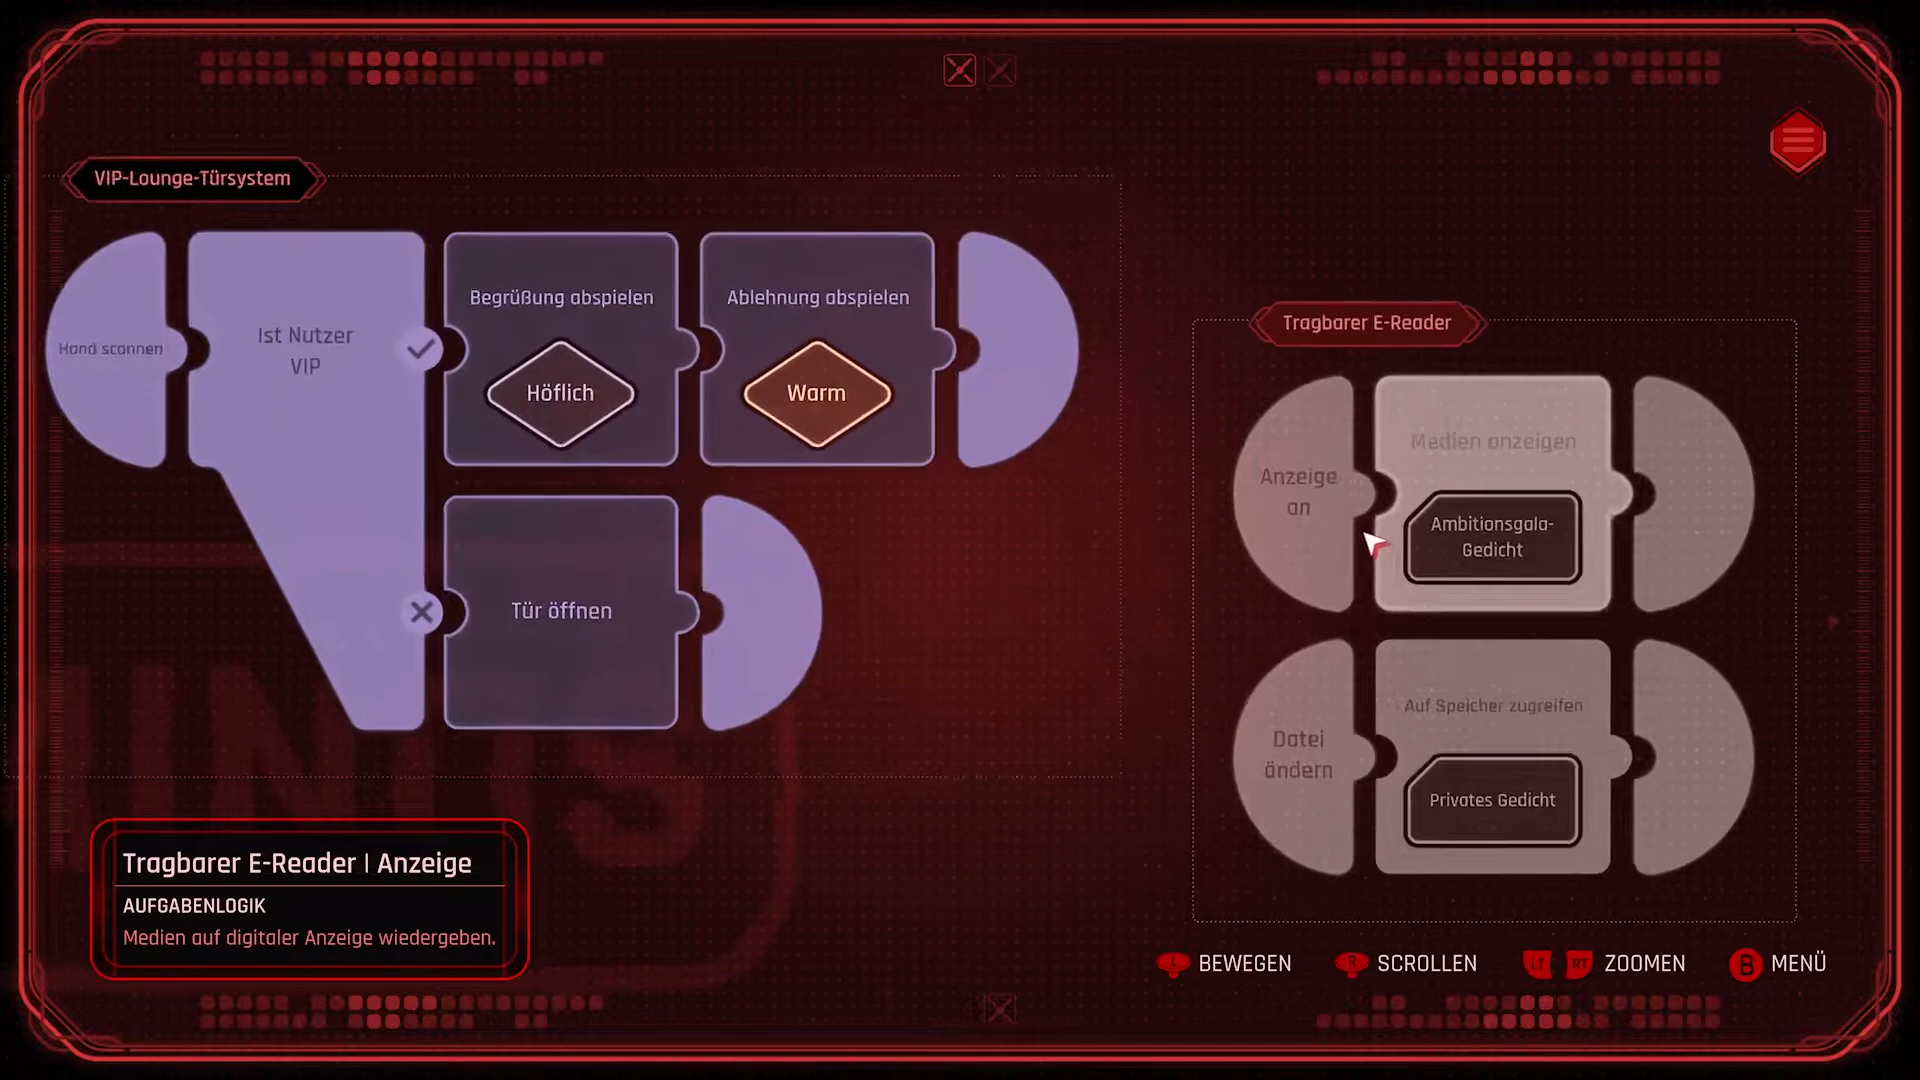 VIP-Lounge-Türsystem
Hand scannen
Ist Nutzer
VIP
Begrüßung abspielen
Höflich
Ablehnung abspielen
Warm
Tür öffnen
Tragbarer E-Reader
Anzeige
an
Medien anzeigen
Ambitionsgala-
Gedicht
Datei
ändern
Auf Speicher zugreifen
Privates Gedicht
Tragbarer E-Reader | Anzeige
AUFGABENLOGIK
Medien auf digitaler Anzeige wiedergeben.
L BEWEGEN
R SCROLLEN
LT RT ZOOMEN
B MENÜ